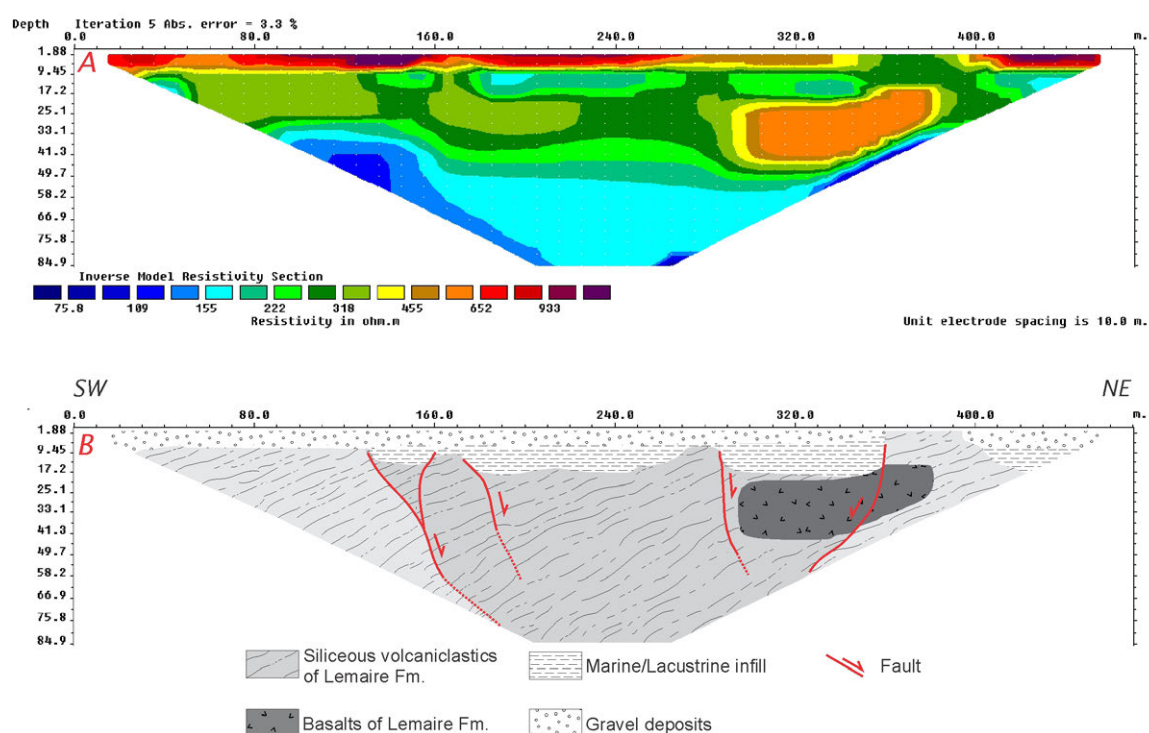 Depth Iteration 5 Abs. error = 3.3 %
0.0 80.0 160.0 240.0 320.0 400.0 m.
A
1.88
9.45
17.2
25.1
33.1
41.3
49.7
58.2
66.9
75.8
84.9
Inverse Model Resistivity Section
75.8 109 155 222 318 455 652 933
Resistivity in ohm.m Unit electrode spacing is 10.0 m.
SW NE
0.0 80.0 160.0 240.0 320.0 400.0 m.
B
1.88
9.45
17.2
25.1
33.1
41.3
49.7
58.2
66.9
75.8
84.9
Siliceous volcaniclastics
of Lemaire Fm.
Marine/Lacustrine infill
Fault
Basalts of Lemaire Fm.
Gravel deposits